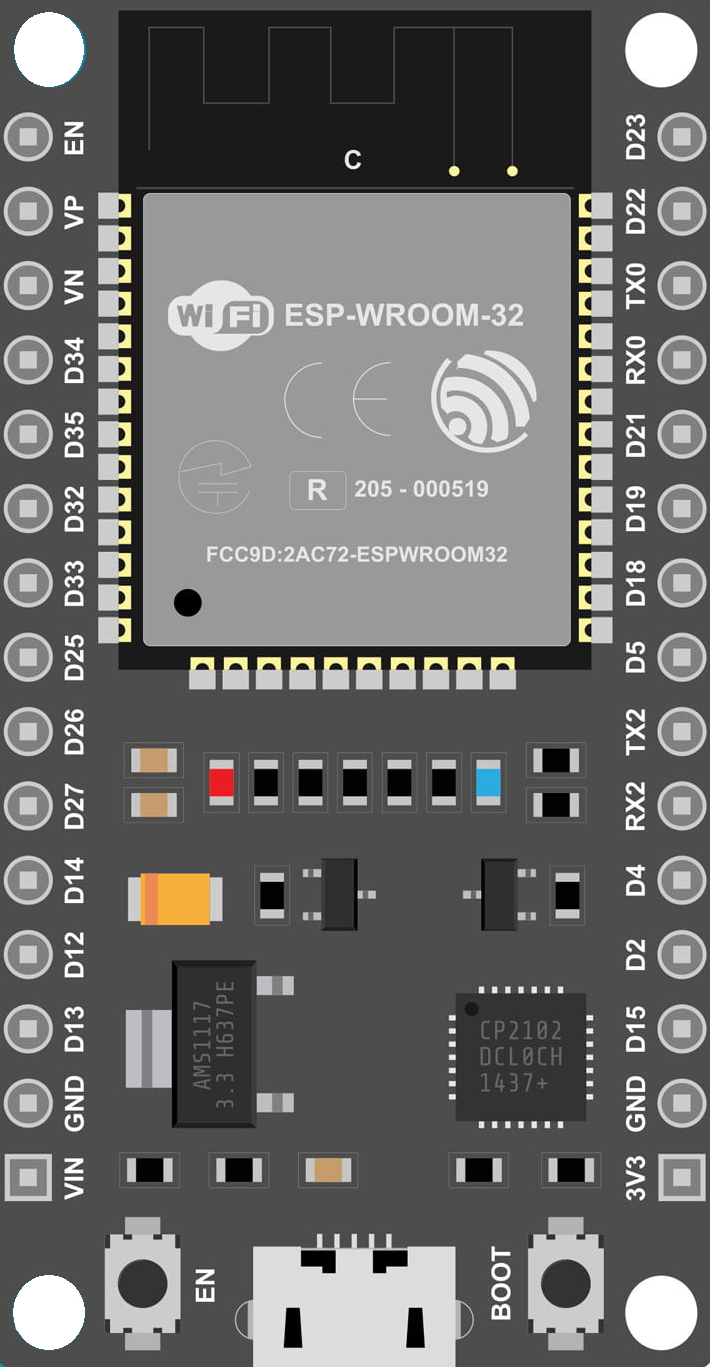 C
EN
VP
VN
D34
D35
D32
D33
D25
D26
D27
D14
D12
D13
GND
VIN
D23
D22
TX0
RX0
D21
D19
D18
D5
TX2
RX2
D4
D2
D15
GND
3V3
WiFi ESP-WROOM-32
CE
R 205 - 000519
FCC9D:2AC72-ESPWROOM32
AMS1117
3.3 H637PE
CP2102
DCL0CH
1437+
EN
BOOT